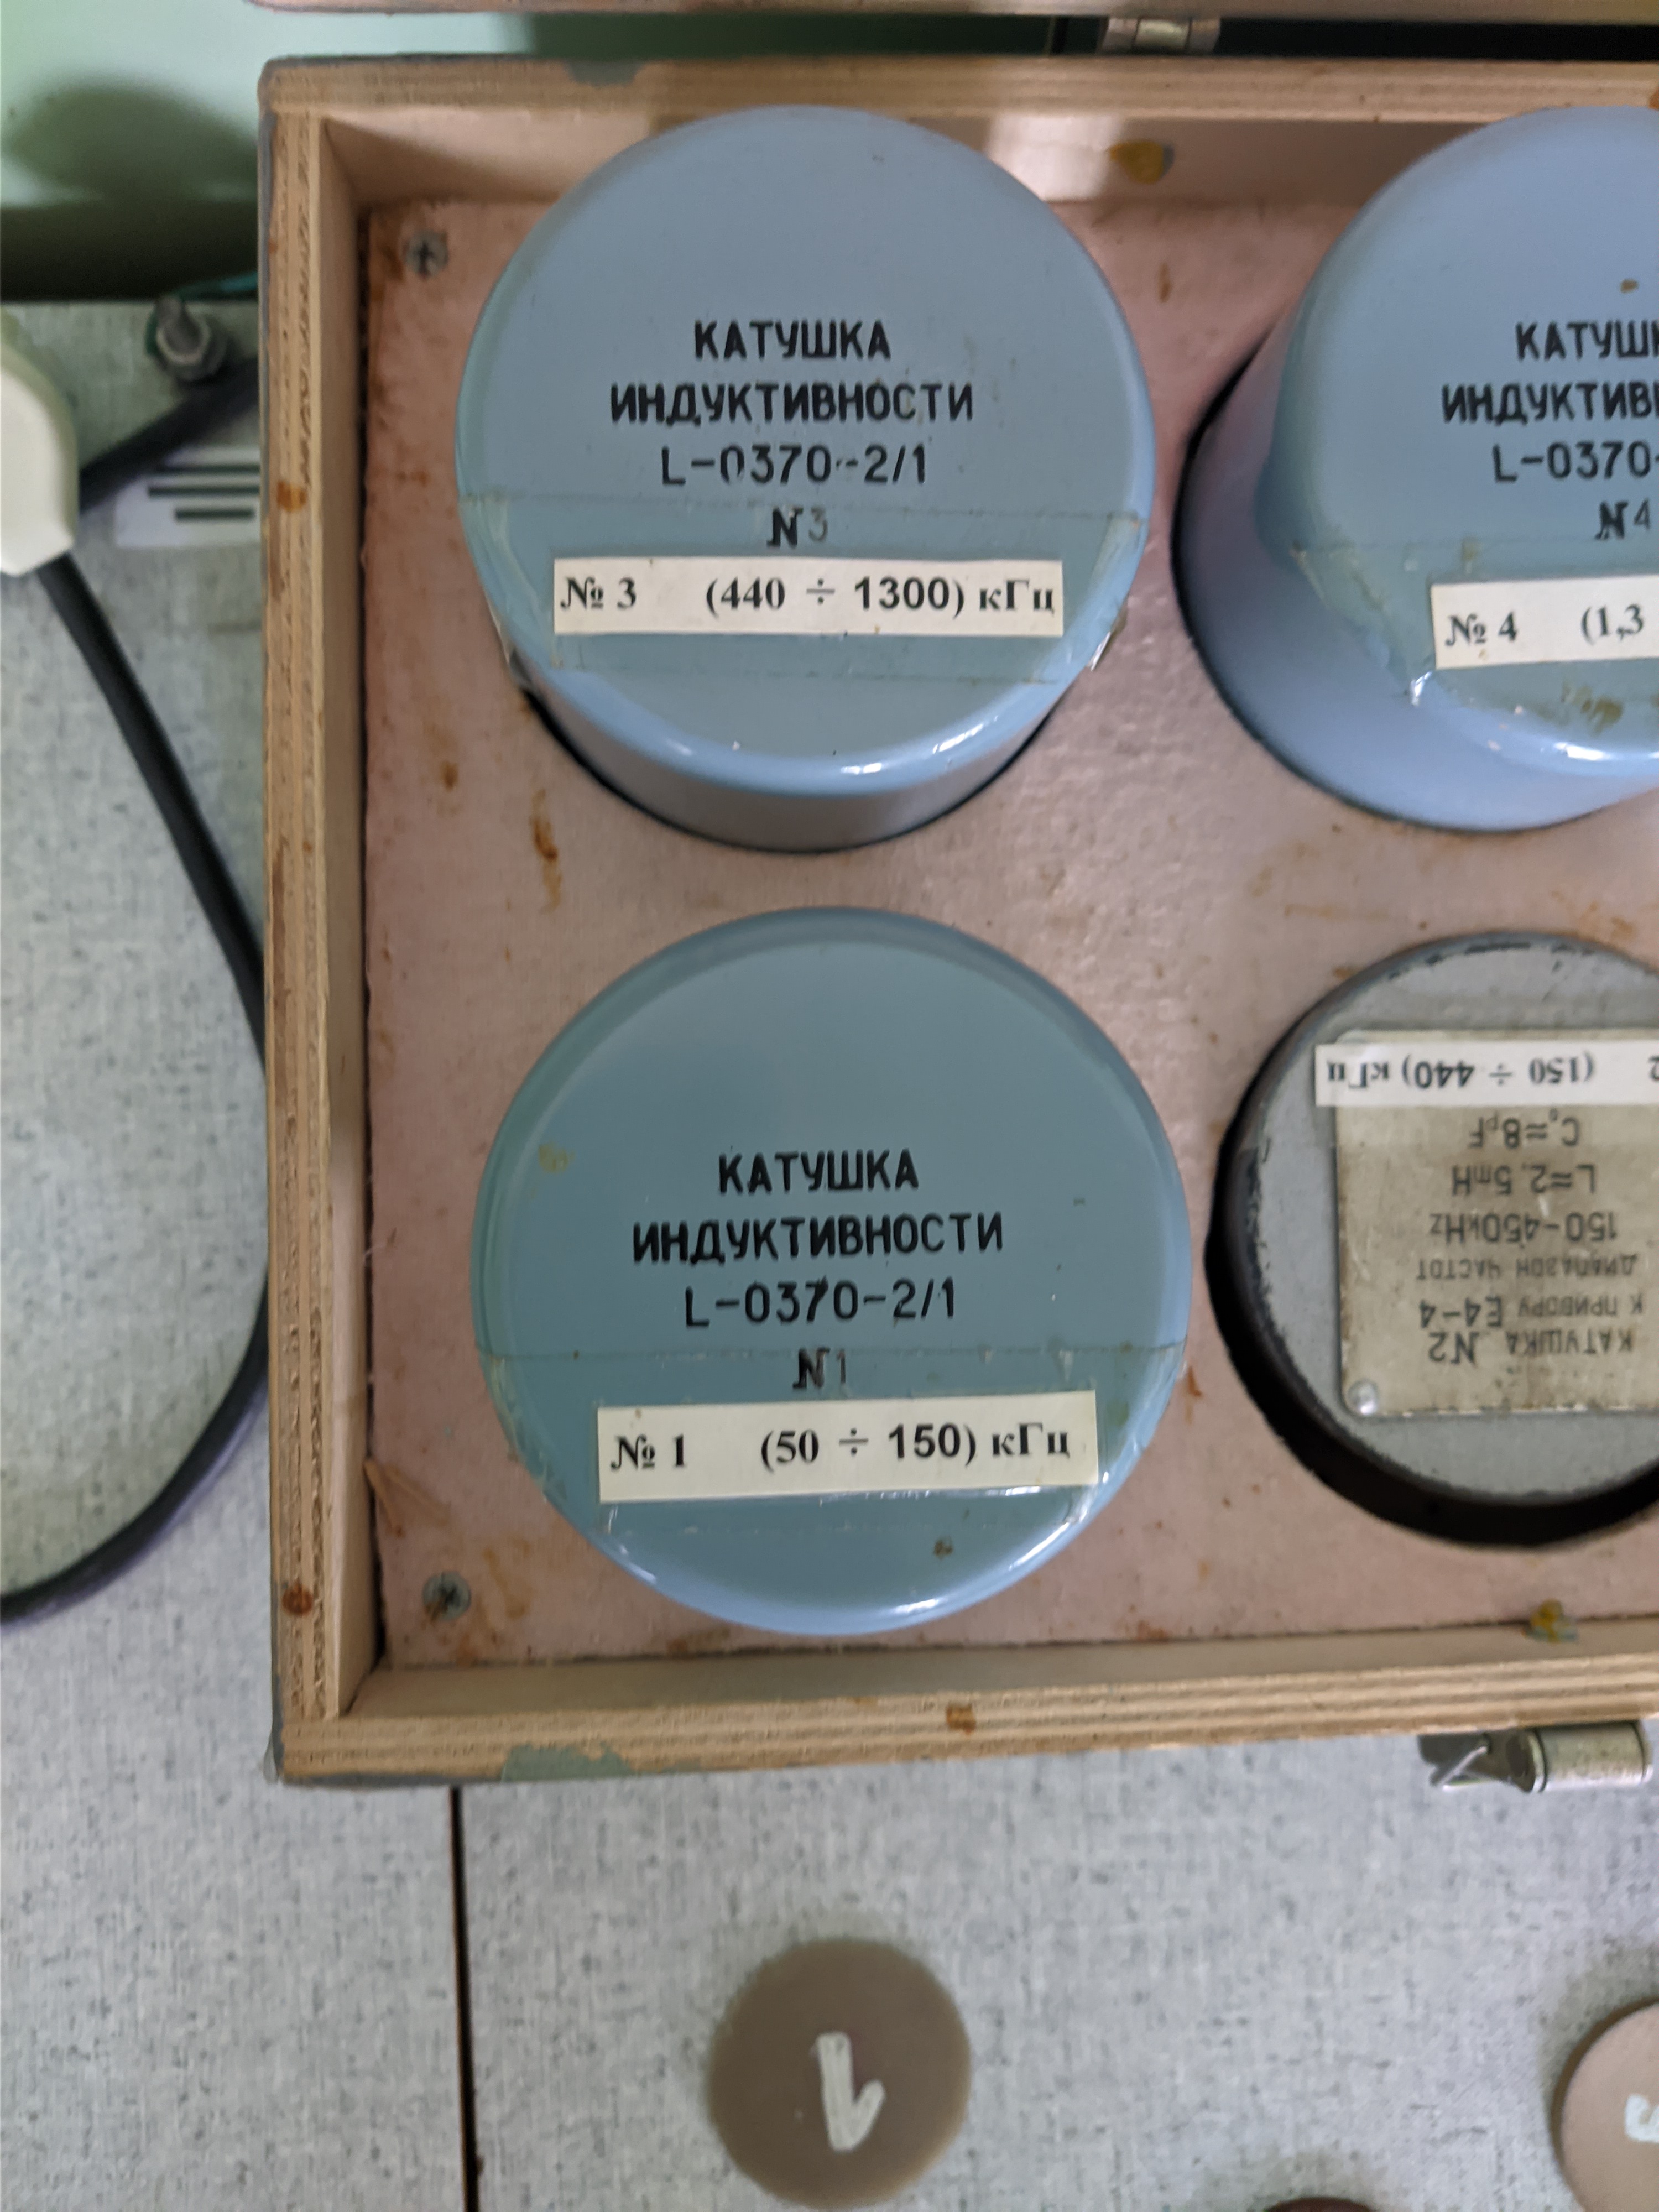 КАТУШКА
ИНДУКТИВНОСТИ
L-0370-2/1
N3
№ 3 (440 ÷ 1300) кГц
L-0370-
N4
№ 4 (1,3
КАТУШКА
ИНДУКТИВНОСТИ
L-0370-2/1
N1
№ 1 (50 ÷ 150) кГц
КАТУШКА N2
К ПРИБОРУ Е4-4
ДИАПАЗОН ЧАСТОТ
150-450kHz
L=2,5mH
C₀=8pF
2 (150 ÷ 440) кГц
1